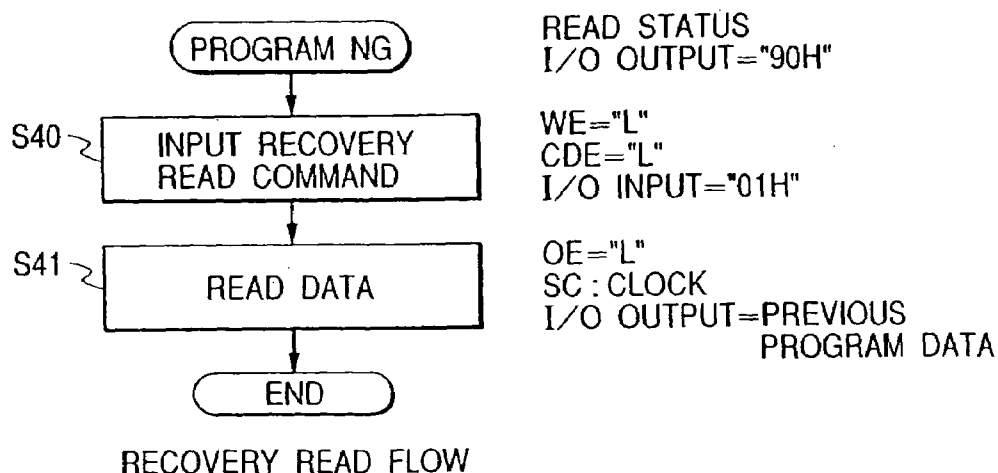 PROGRAM NG
READ STATUS
I/O OUTPUT="90H"
S40
INPUT RECOVERY
READ COMMAND
WE="L"
CDE="L"
I/O INPUT="01H"
S41
READ DATA
OE="L"
SC : CLOCK
I/O OUTPUT=PREVIOUS
PROGRAM DATA
END
RECOVERY READ FLOW